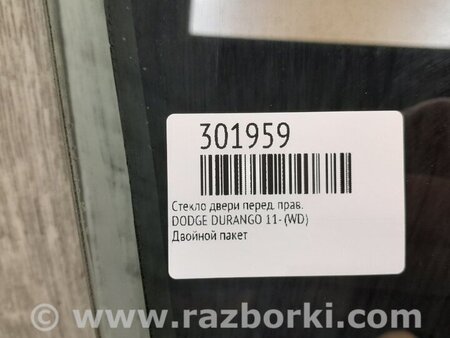 301959
Стекло двери перед. прав.
DODGE DURANGO 11- (WD)
Двойной пакет
© www.razborki.com